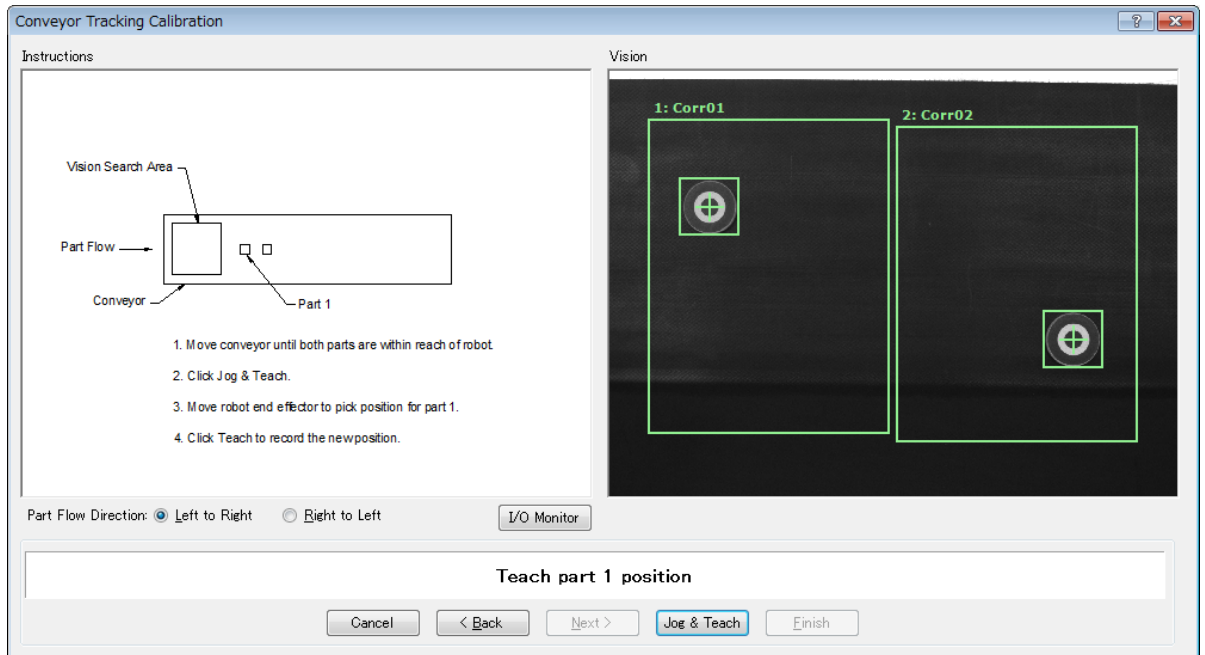 Conveyor Tracking Calibration
Instructions
Vision
Vision Search Area
Part Flow
Conveyor
Part 1
1. Move conveyor until both parts are within reach of robot.
2. Click Jog & Teach.
3. Move robot end effector to pick position for part 1.
4. Click Teach to record the new position.
1: Corr01
2: Corr02
Part Flow Direction: Left to Right Right to Left
I/O Monitor
Teach part 1 position
Cancel < Back Next > Jog & Teach Finish